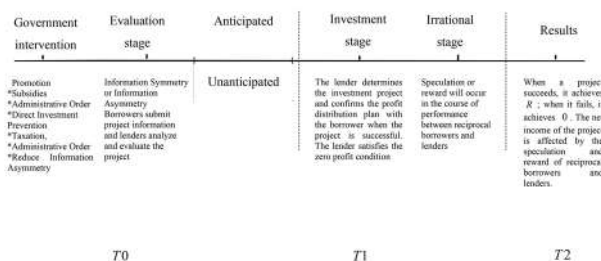 Government
intervention
Evaluation
stage
Anticipated
Investment
stage
Irrational
stage
Results
Unanticipated
Promotion
*Subsidies
*Administrative Order
*Direct Investment
Prevention
*Taxation,
*Administrative Order
*Reduce Information
Asymmetry
Information Symmetry
or Information
Asymmetry
Borrowers submit
project information
and lenders analyze
and evaluate the
project
The lender determines
the investment project
and confirms the profit
distribution plan with
the borrower when the
project is successful.
The lender satisfies the
zero profit condition
Speculation or
reward will occur
in the course of
performance
between reciprocal
borrowers and
lenders
When a project
succeeds, it achieves
R ; when it fails, it
achieves 0 . The net
income of the project
is affected by the
speculation and
reward of reciprocal
borrowers and
lenders.
T0
T1
T2